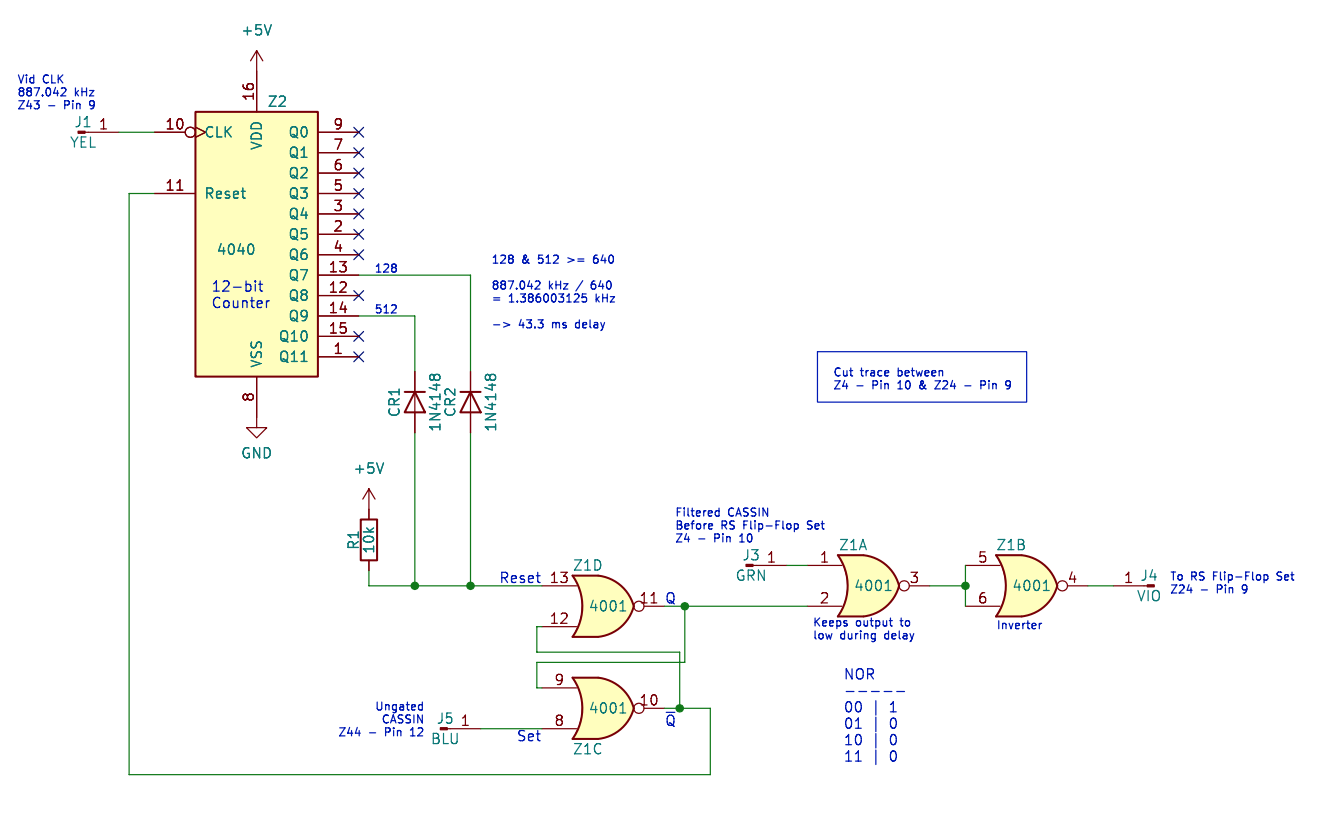 +5V
Vid CLK
887.042 kHz
Z43 - Pin 9
J1 1
YEL
16
Z2
10
CLK
VDD
Q0 9
Q1 7
Q2 6
11
Reset
Q3 5
Q4 3
Q5 2
4040
Q6 4
Q7 13
128
12-bit
Counter
Q8 12
Q9 14
512
Q10 15
Q11 1
VSS
8
GND
128 & 512 >= 640
887.042 kHz / 640
= 1.386003125 kHz
-> 43.3 ms delay
Cut trace between
Z4 - Pin 10 & Z24 - Pin 9
CR1
1N4148
CR2
1N4148
+5V
R1
10k
Reset 13
Z1D
4001
11 Q
12
9
4001
10
Q̅
8
Set
Z1C
Ungated
CASSIN
Z44 - Pin 12
J5 1
BLU
Filtered CASSIN
Before RS Flip-Flop Set
Z4 - Pin 10
J3 1
GRN
Z1A
1
4001
3
2
Keeps output to
low during delay
Z1B
5
4001
4
6
Inverter
1 J4
VIO
To RS Flip-Flop Set
Z24 - Pin 9
NOR
-----
00 | 1
01 | 0
10 | 0
11 | 0